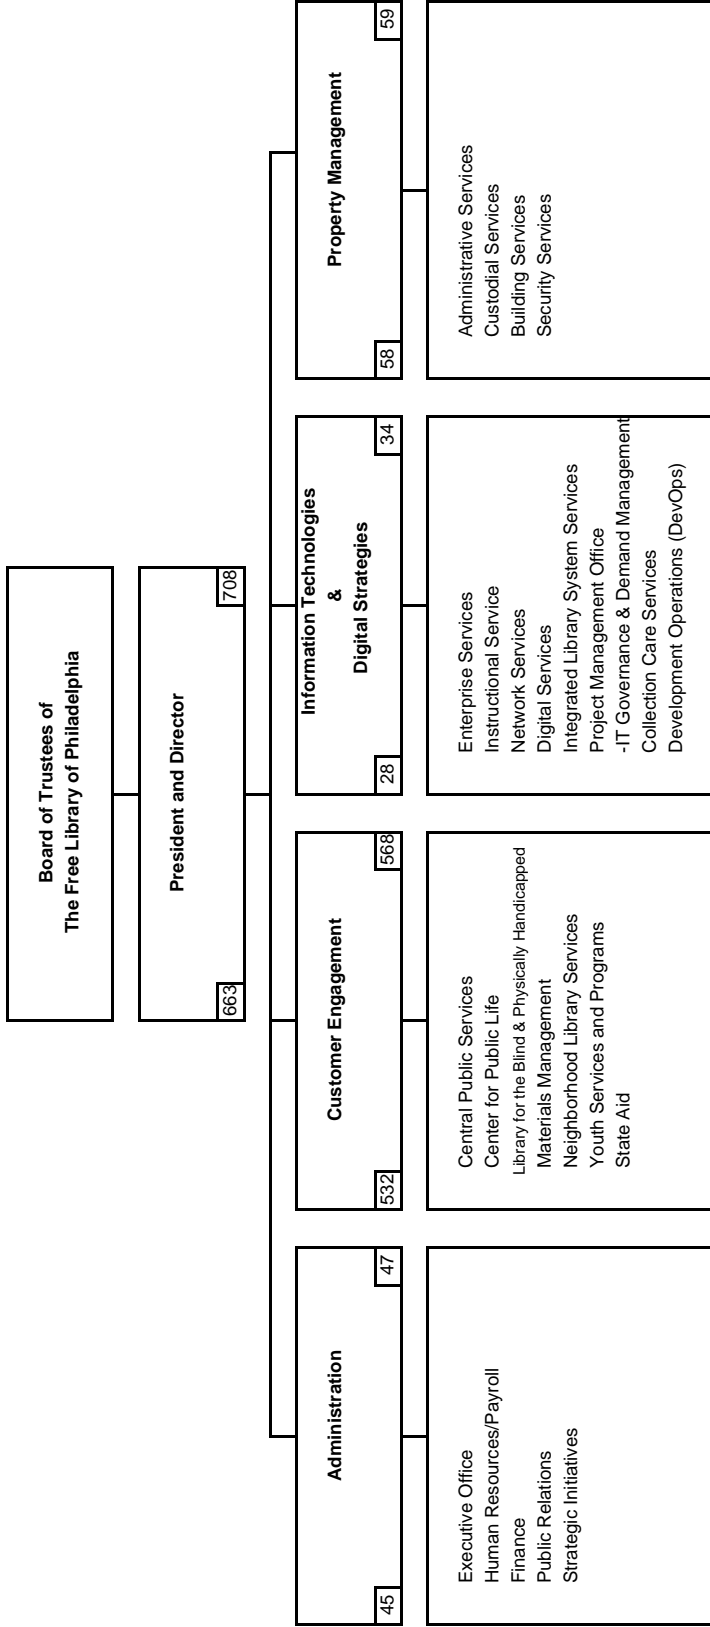 Board of Trustees of
The Free Library of Philadelphia
President and Director
663
708
Administration
45
47
Executive Office
Human Resources/Payroll
Finance
Public Relations
Strategic Initiatives
Customer Engagement
532
568
Central Public Services
Center for Public Life
Library for the Blind & Physically Handicapped
Materials Management
Neighborhood Library Services
Youth Services and Programs
State Aid
Information Technologies
&
Digital Strategies
28
34
Enterprise Services
Instructional Service
Network Services
Digital Services
Integrated Library System Services
Project Management Office
-IT Governance & Demand Management
Collection Care Services
Development Operations (DevOps)
Property Management
58
59
Administrative Services
Custodial Services
Building Services
Security Services